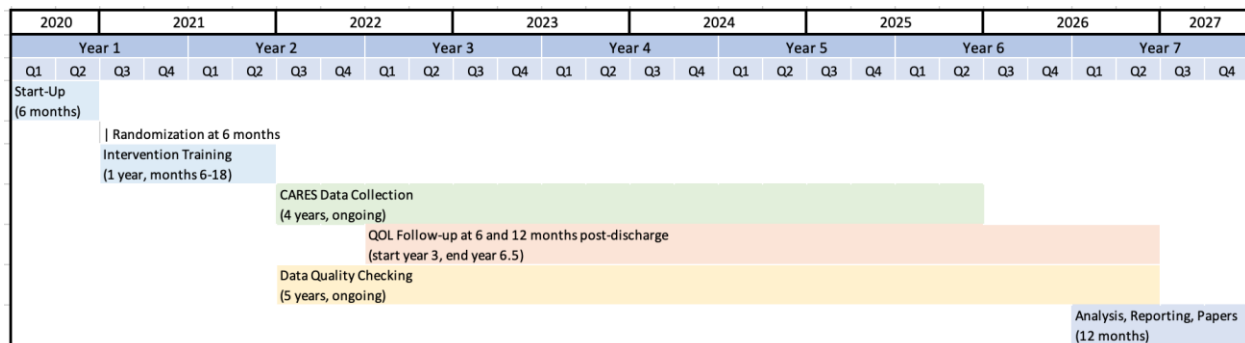 2020 2021 2022 2023 2024 2025 2026 2027
Year 1 Year 2 Year 3 Year 4 Year 5 Year 6 Year 7
Q1 Q2 Q3 Q4 Q1 Q2 Q3 Q4 Q1 Q2 Q3 Q4 Q1 Q2 Q3 Q4 Q1 Q2 Q3 Q4 Q1 Q2 Q3 Q4 Q1 Q2 Q3 Q4
Start-Up
(6 months)
| Randomization at 6 months
Intervention Training
(1 year, months 6-18)
CARES Data Collection
(4 years, ongoing)
QOL Follow-up at 6 and 12 months post-discharge
(start year 3, end year 6.5)
Data Quality Checking
(5 years, ongoing)
Analysis, Reporting, Papers
(12 months)